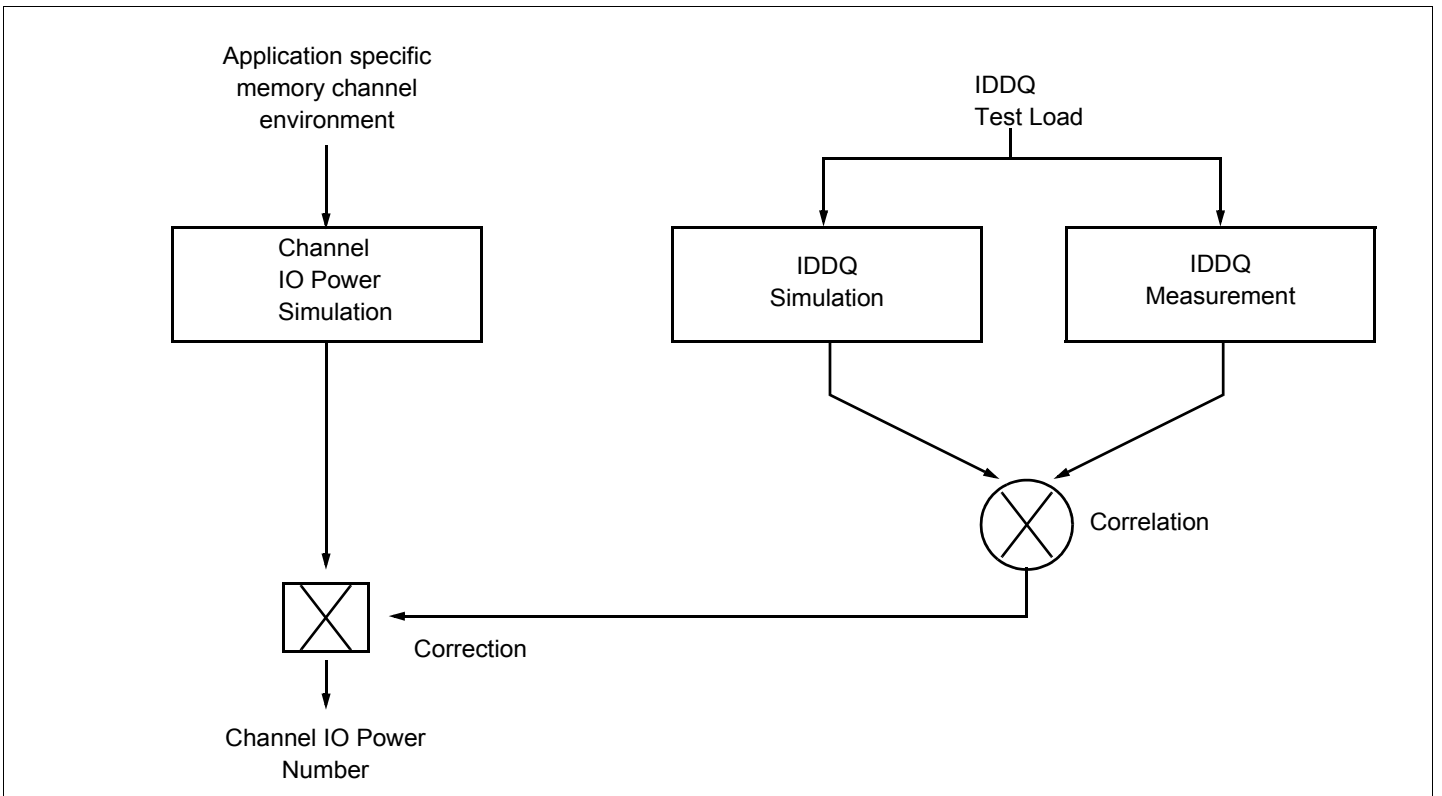 Application specific
memory channel
environment
IDDQ
Test Load
Channel
IO Power
Simulation
IDDQ
Simulation
IDDQ
Measurement
Correlation
Correction
Channel IO Power
Number